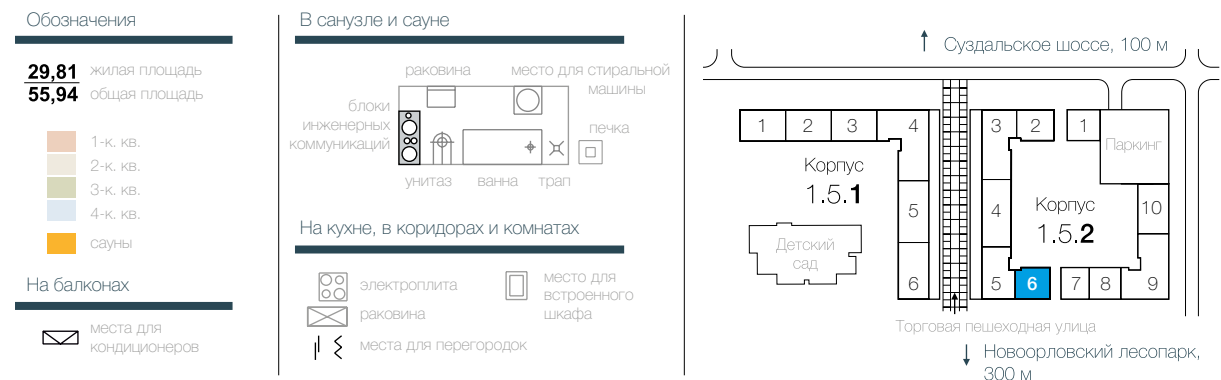 Обозначения
29,81 жилая площадь
55,94 общая площадь
1-к. кв.
2-к. кв.
3-к. кв.
4-к. кв.
сауны
На балконах
места для
кондиционеров
В санузле и сауне
раковина
место для стиральной
машины
блоки
инженерных
коммуникаций
печка
унитаз
ванна
трап
На кухне, в коридорах и комнатах
электроплита
раковина
места для перегородок
место для
встроенного
шкафа
Суздальское шоссе, 100 м
1 2 3 4
3 2 1
Паркинг
Корпус
1.5.1
5
4
10
Корпус
1.5.2
Детский
сад
6
5 6 7 8 9
Торговая пешеходная улица
Новоорловский лесопарк,
300 м